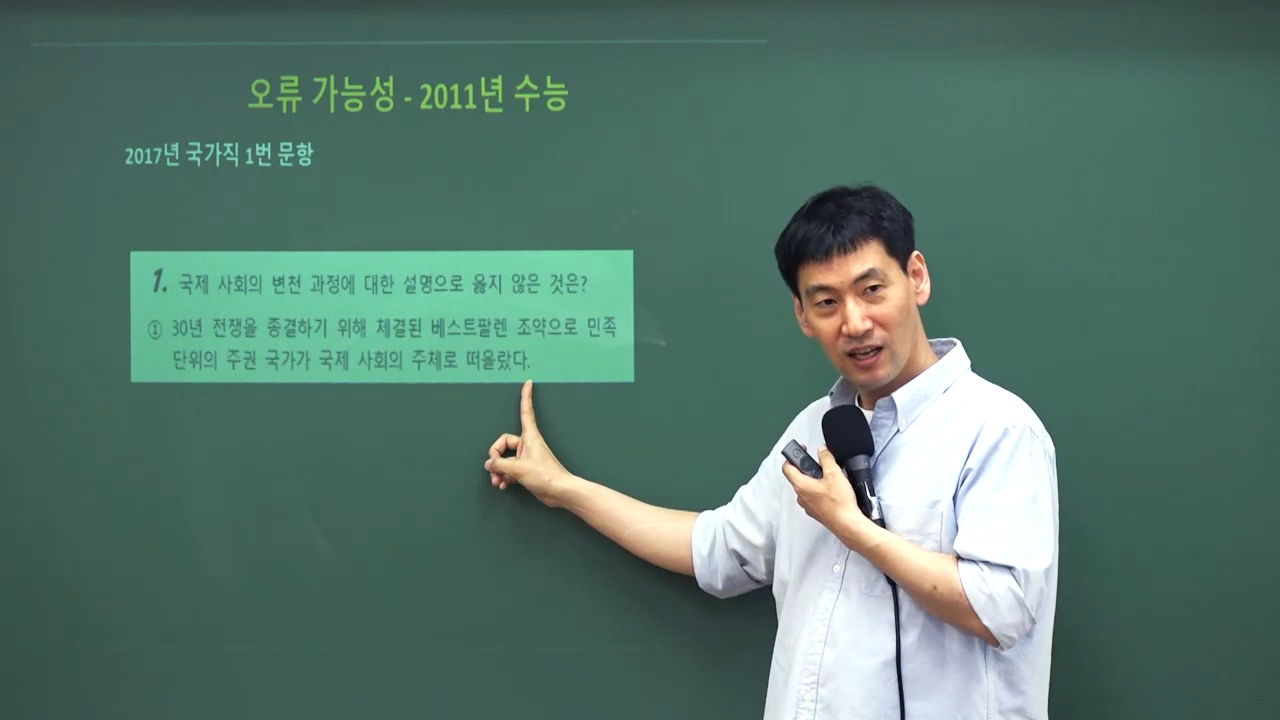 오류 가능성 - 2011년 수능
2017년 국가직 1번 문항
1. 국제 사회의 변천 과정에 대한 설명으로 옳지 않은 것은?
① 30년 전쟁을 종결하기 위해 체결된 베스트팔렌 조약으로 민족
단위의 주권 국가가 국제 사회의 주체로 떠올랐다.